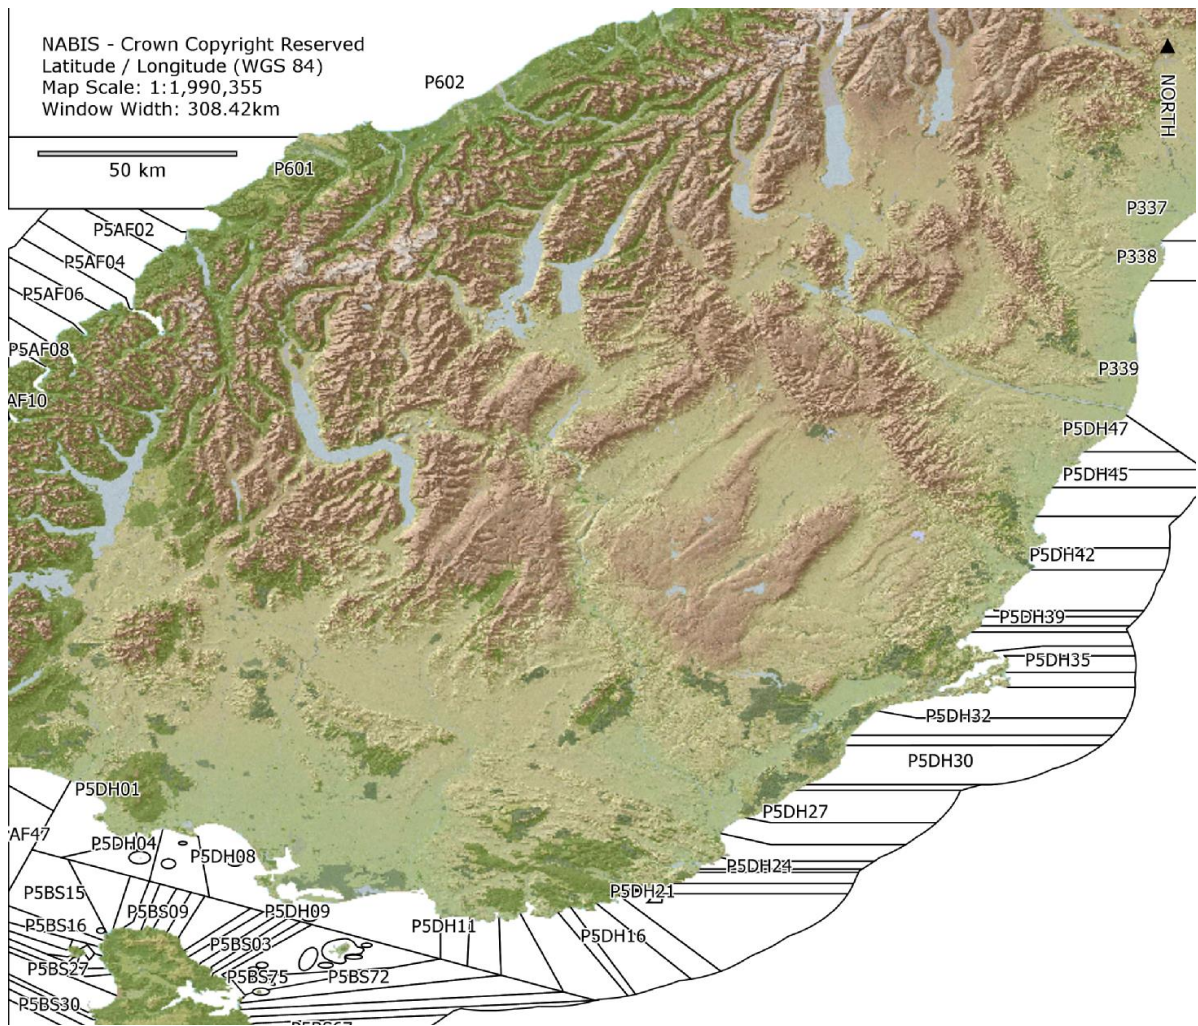 NABIS - Crown Copyright Reserved
Latitude / Longitude (WGS 84)
Map Scale: 1:1,990,355
Window Width: 308.42km
50 km
NORTH
P602
P601
P337
P5AF02
P338
P5AF04
P5AF06
P5AF08
P339
AF10
P5DH47
P5DH45
P5DH42
P5DH39
P5DH35
P5DH32
P5DH30
P5DH01
P5DH27
AF47
P5DH04
P5DH08
P5DH24
P5BS15
P5DH21
P5BS09
P5DH09
P5BS16
P5DH11
P5DH16
P5BS03
P5BS27
P5BS75
P5BS72
P5BS30
P5BS67